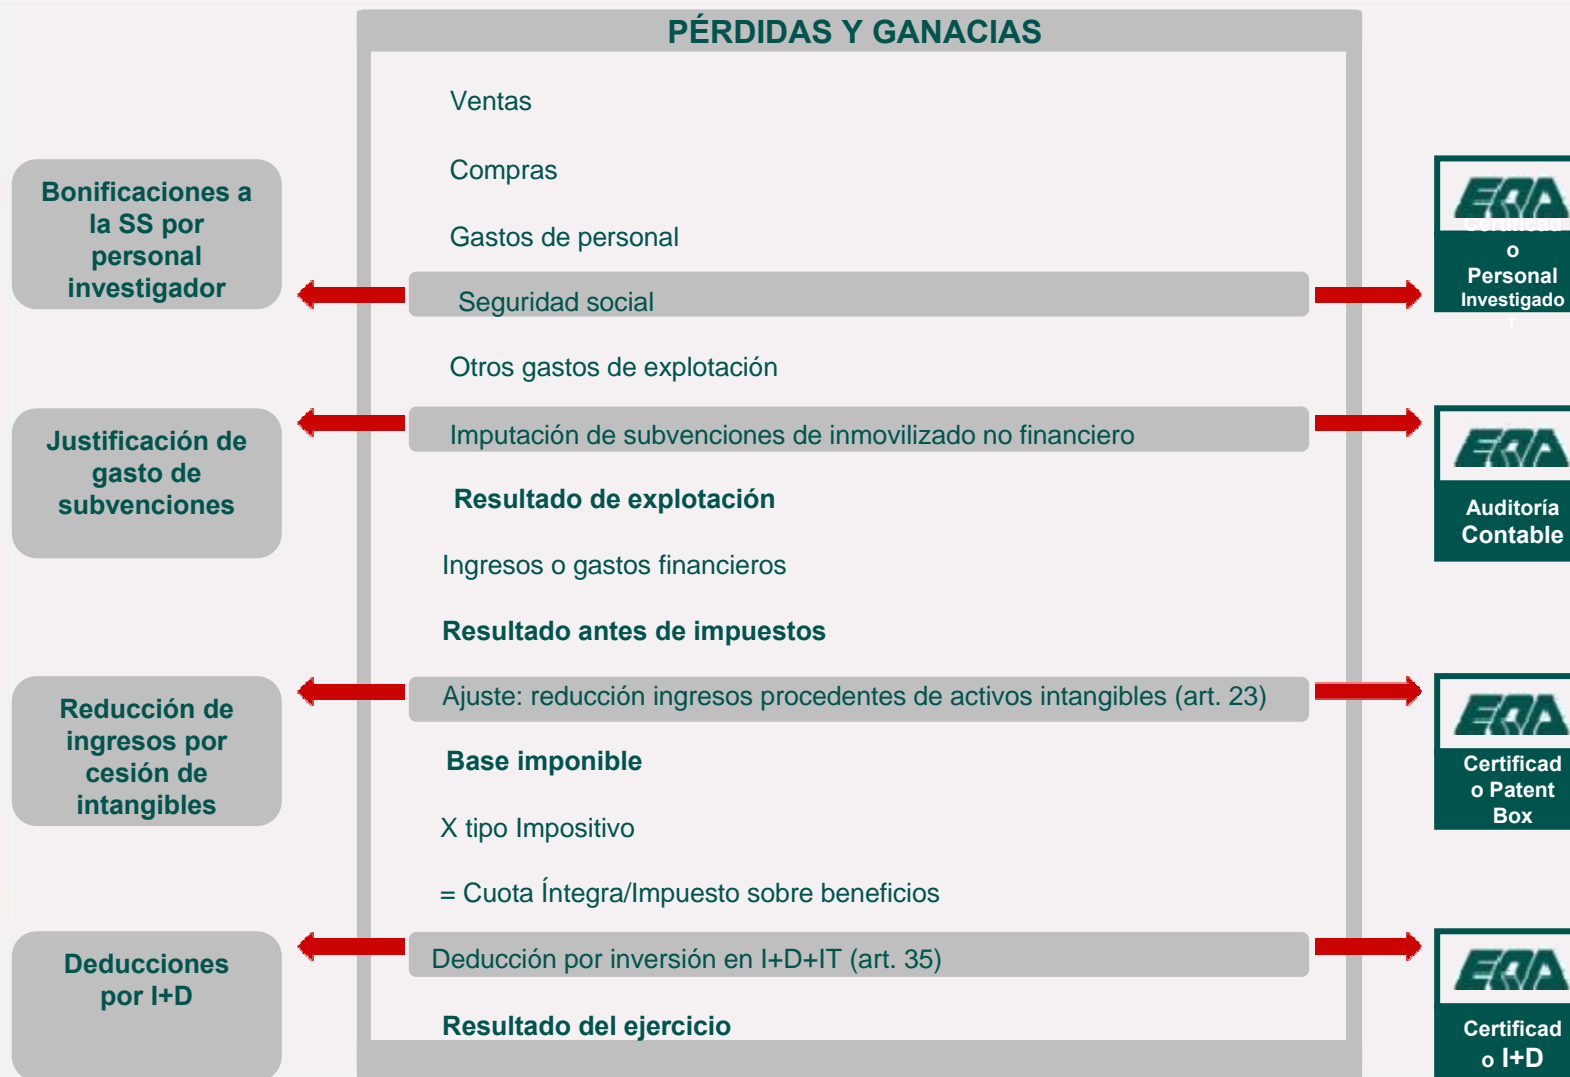 PÉRDIDAS Y GANACIAS
Ventas
Compras
Gastos de personal
Seguridad social
Otros gastos de explotación
Imputación de subvenciones de inmovilizado no financiero
Resultado de explotación
Ingresos o gastos financieros
Resultado antes de impuestos
Ajuste: reducción ingresos procedentes de activos intangibles (art. 23)
Base imponible
X tipo Impositivo
= Cuota Íntegra/Impuesto sobre beneficios
Deducción por inversión en I+D+IT (art. 35)
Resultado del ejercicio
Bonificaciones a
la SS por
personal
investigador
Justificación de
gasto de
subvenciones
Reducción de
ingresos por
cesión de
intangibles
Deducciones
por I+D
EQA
Certificad
o
Personal
Investigado
r
EQA
Auditoría
Contable
EQA
Certificad
o Patent
Box
EQA
Certificad
o I+D